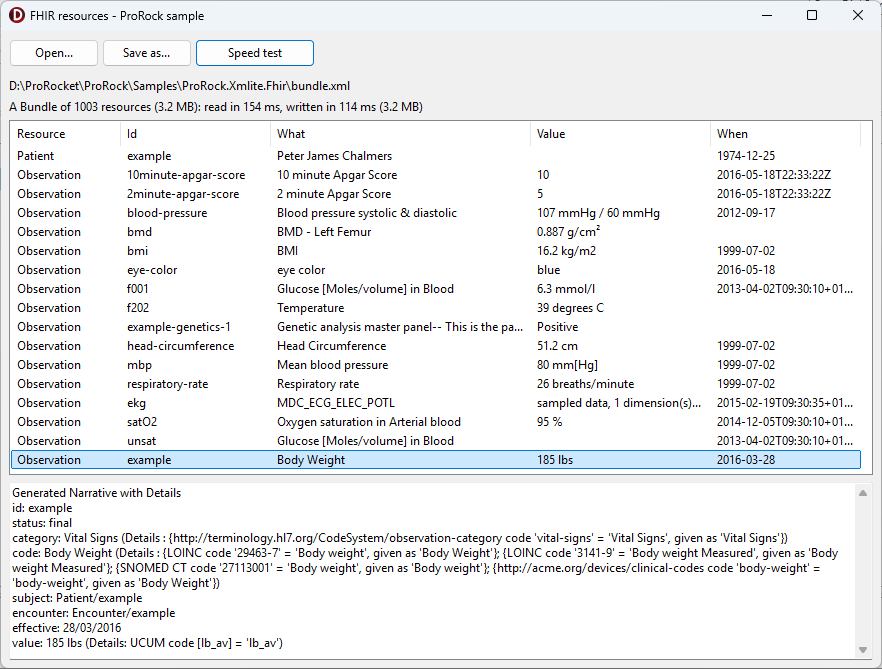 FHIR resources - ProRock sample
Open... Save as... Speed test
D:\ProRocket\ProRock\Samples\ProRock.Xmlite.Fhir\bundle.xml
A Bundle of 1003 resources (3.2 MB): read in 154 ms, written in 114 ms (3.2 MB)
Resource Id What Value When
Patient example Peter James Chalmers 1974-12-25
Observation 10minute-apgar-score 10 minute Apgar Score 10 2016-05-18T22:33:22Z
Observation 2minute-apgar-score 2 minute Apgar Score 5 2016-05-18T22:33:22Z
Observation blood-pressure Blood pressure systolic & diastolic 107 mmHg / 60 mmHg 2012-09-17
Observation bmd BMD - Left Femur 0.887 g/cm²
Observation bmi BMI 16.2 kg/m2 1999-07-02
Observation eye-color eye color blue 2016-05-18
Observation f001 Glucose [Moles/volume] in Blood 6.3 mmol/l 2013-04-02T09:30:10+01...
Observation f202 Temperature 39 degrees C
Observation example-genetics-1 Genetic analysis master panel-- This is the pa... Positive
Observation head-circumference Head Circumference 51.2 cm 1999-07-02
Observation mbp Mean blood pressure 80 mm[Hg] 1999-07-02
Observation respiratory-rate Respiratory rate 26 breaths/minute 1999-07-02
Observation ekg MDC_ECG_ELEC_POTL sampled data, 1 dimension(s)... 2015-02-19T09:30:35+01...
Observation satO2 Oxygen saturation in Arterial blood 95 % 2014-12-05T09:30:10+01...
Observation unsat Glucose [Moles/volume] in Blood 2013-04-02T09:30:10+01...
Observation example Body Weight 185 lbs 2016-03-28
Generated Narrative with Details
id: example
status: final
category: Vital Signs (Details : {http://terminology.hl7.org/CodeSystem/observation-category code 'vital-signs' = 'Vital Signs', given as 'Vital Signs'})
code: Body Weight (Details : {LOINC code '29463-7' = 'Body weight', given as 'Body Weight'}; {LOINC code '3141-9' = 'Body weight Measured', given as 'Body
weight Measured'}; {SNOMED CT code '27113001' = 'Body weight', given as 'Body weight'}; {http://acme.org/devices/clinical-codes code 'body-weight' =
'body-weight', given as 'Body Weight'})
subject: Patient/example
encounter: Encounter/example
effective: 28/03/2016
value: 185 lbs (Details: UCUM code [lb_av] = 'lb_av')